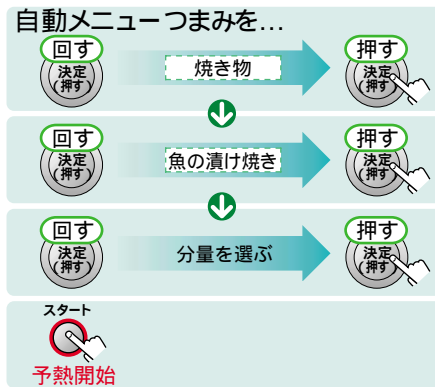 自動メニューつまみを…
回す
決定
(押す)
焼き物
押す
決定
(押す)
回す
決定
(押す)
魚の漬け焼き
押す
決定
(押す)
回す
決定
(押す)
分量を選ぶ
押す
決定
(押す)
スタート
予熱開始